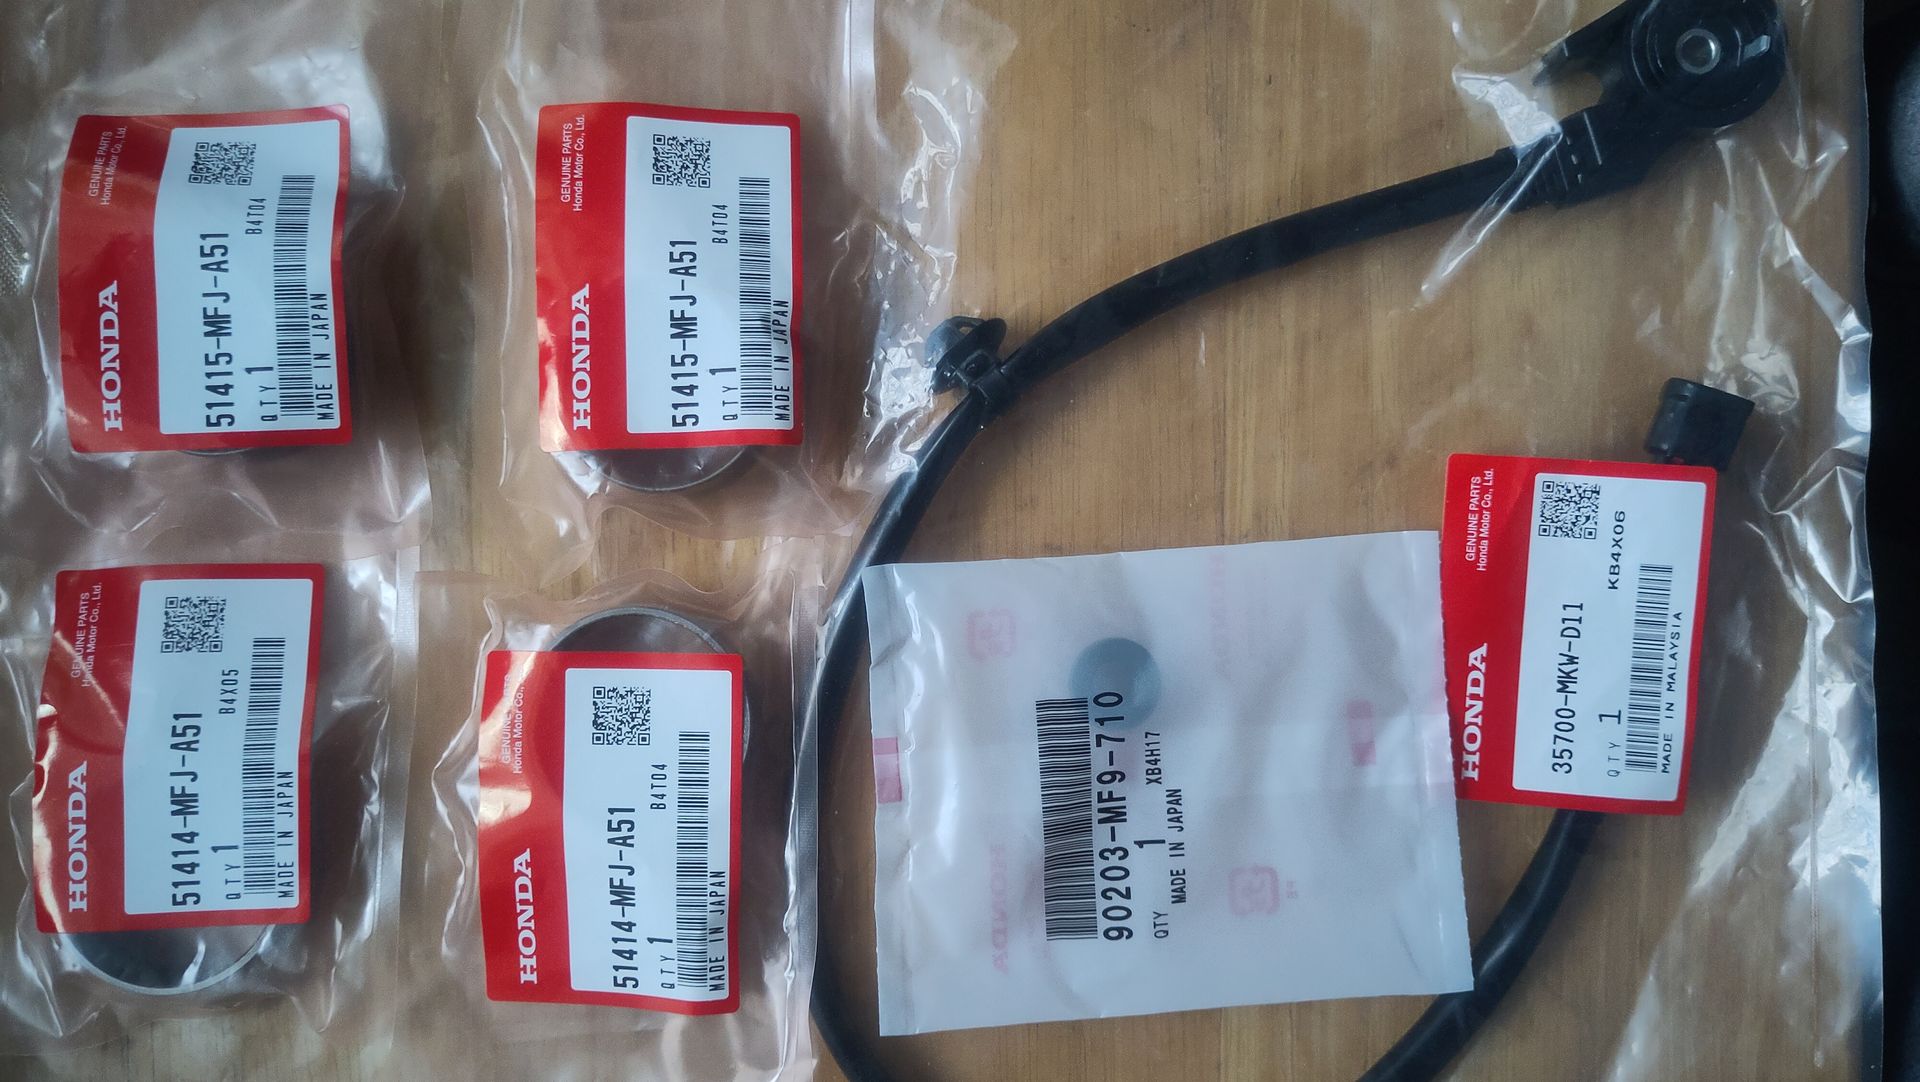 GENUINE PARTS
Honda Motor Co., Ltd.
HONDA
51415-MFJ-A51
B4T04
QTY 1
MADE IN JAPAN
GENUINE PARTS
Honda Motor Co., Ltd.
HONDA
51415-MFJ-A51
B4T04
QTY 1
MADE IN JAPAN
GENUINE PARTS
Honda Motor Co., Ltd.
HONDA
51414-MFJ-A51
B4X05
QTY 1
MADE IN JAPAN
GENUINE PARTS
Honda Motor Co., Ltd.
HONDA
51414-MFJ-A51
B4T04
QTY 1
MADE IN JAPAN
90203-MF9-710
QTY 1 XB4H17
MADE IN JAPAN
HONDA
GENUINE PARTS
Honda Motor Co., Ltd.
HONDA
35700-MKW-D11
KB4X06
QTY 1
MADE IN MALAYSIA